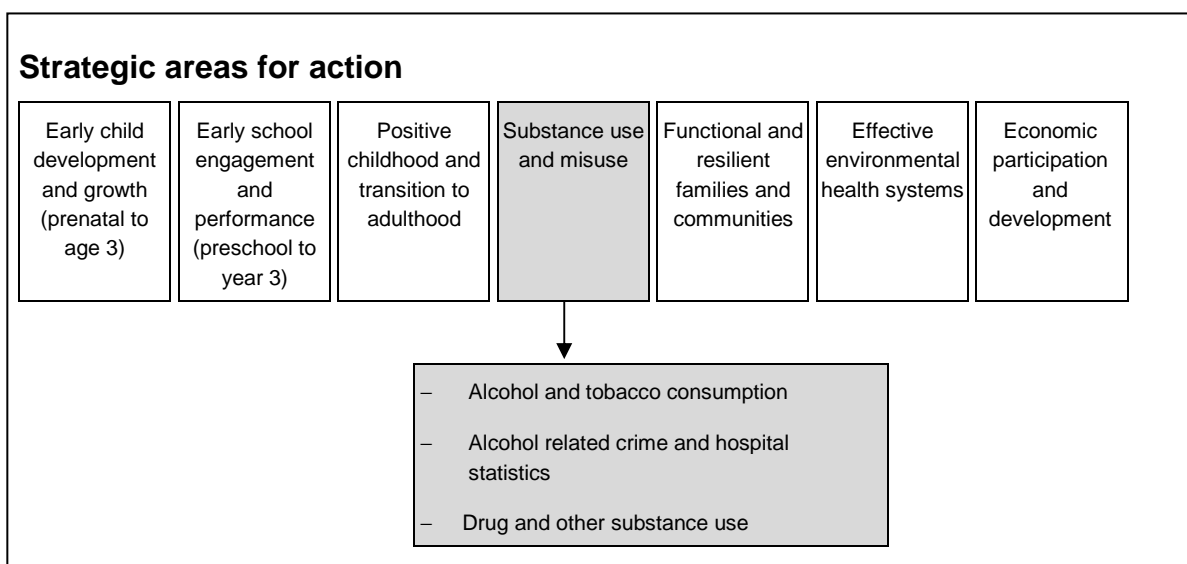 Strategic areas for action
Early child
development
and growth
(prenatal to
age 3)
Early school
engagement
and
performance
(preschool to
year 3)
Positive
childhood and
transition to
adulthood
Substance use
and misuse
Functional and
resilient
families and
communities
Effective
environmental
health systems
Economic
participation
and
development
– Alcohol and tobacco consumption
– Alcohol related crime and hospital
statistics
– Drug and other substance use